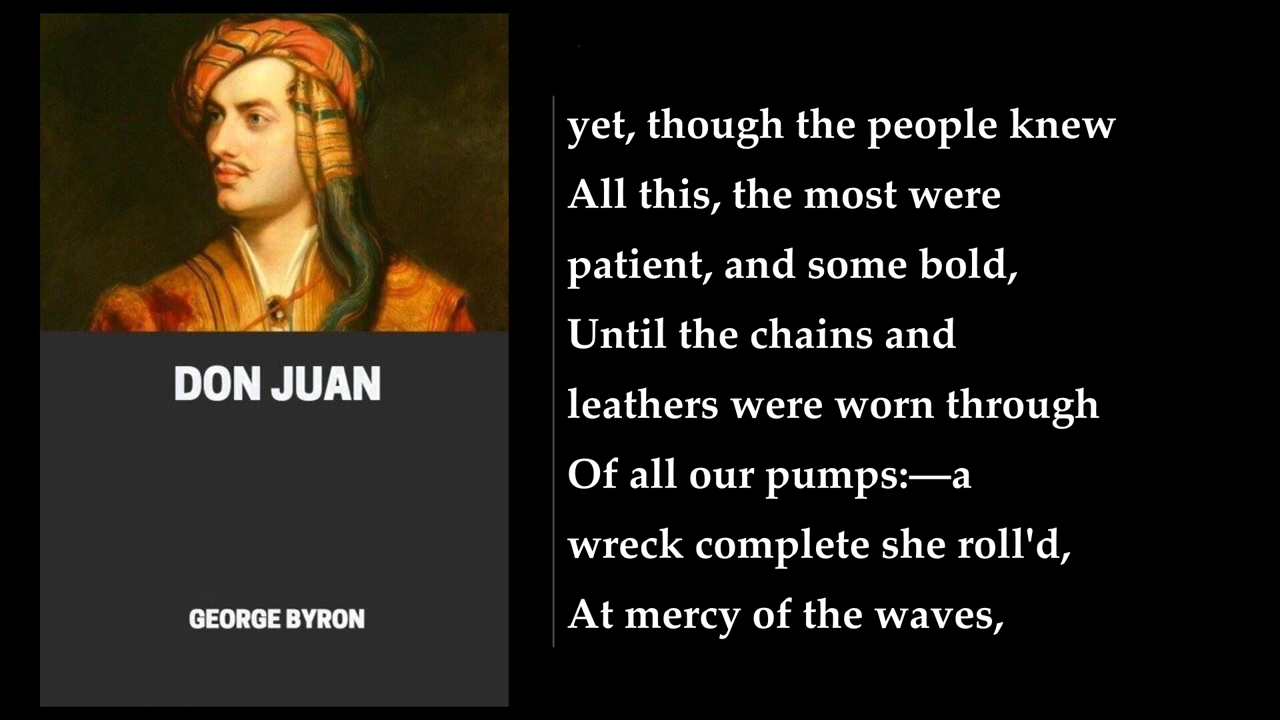 DON JUAN
GEORGE BYRON
yet, though the people knew
All this, the most were
patient, and some bold,
Until the chains and
leathers were worn through
Of all our pumps:—a
wreck complete she roll'd,
At mercy of the waves,